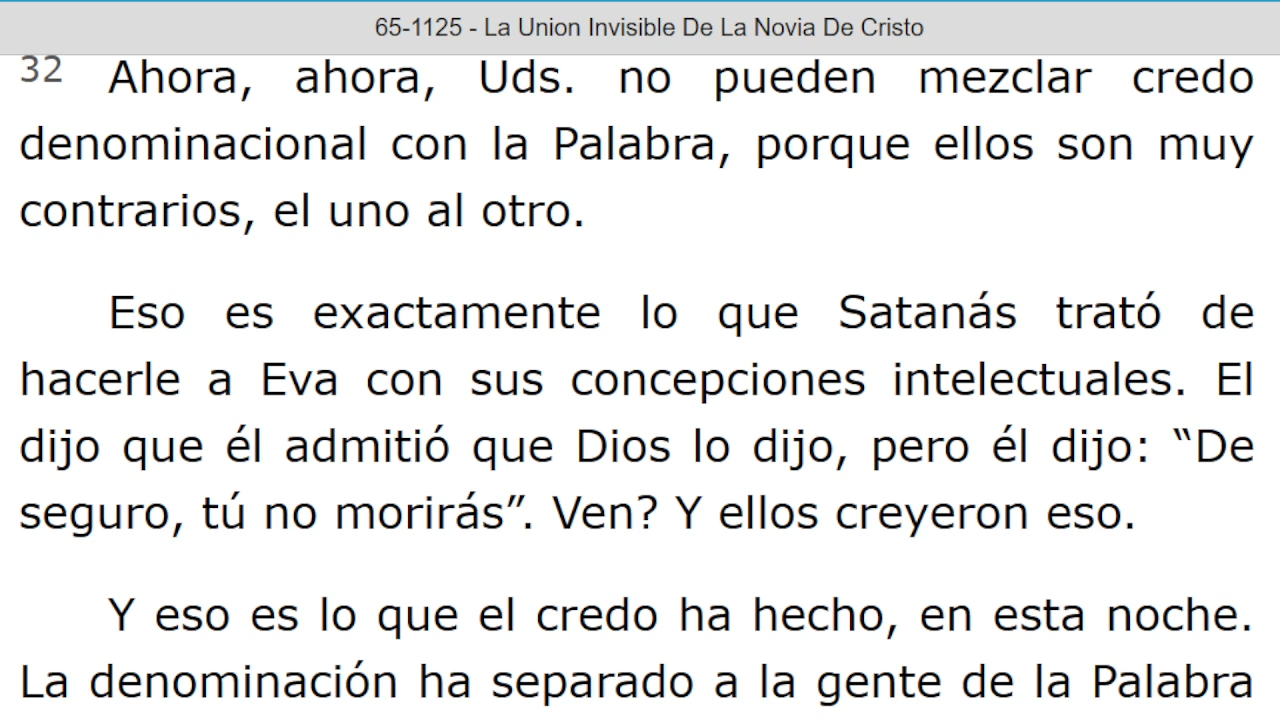 65-1125 - La Union Invisible De La Novia De Cristo
32 Ahora, ahora, Uds. no pueden mezclar credo
denominacional con la Palabra, porque ellos son muy
contrarios, el uno al otro.
Eso es exactamente lo que Satanás trató de
hacerle a Eva con sus concepciones intelectuales. El
dijo que él admitió que Dios lo dijo, pero él dijo: “De
seguro, tú no morirás”. Ven? Y ellos creyeron eso.
Y eso es lo que el credo ha hecho, en esta noche.
La denominación ha separado a la gente de la Palabra